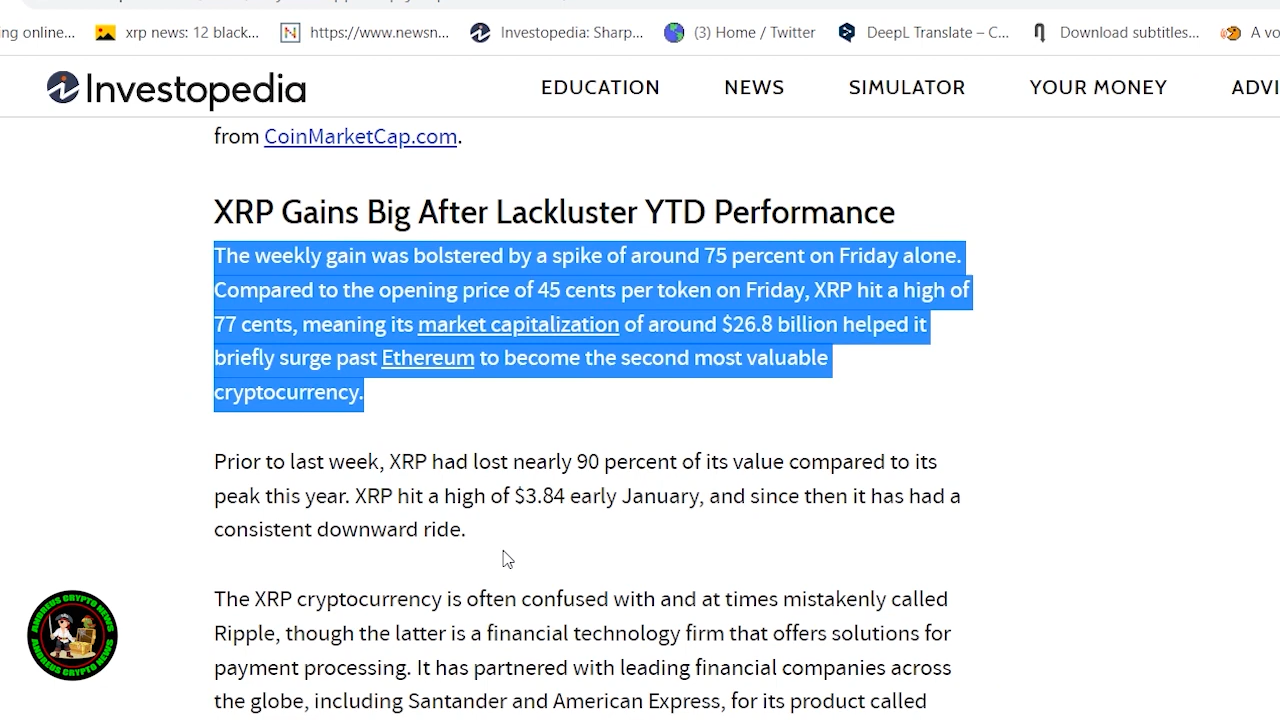 ng online...
xrp news: 12 black...
https://www.newsn...
Investopedia: Sharp...
(3) Home / Twitter
DeepL Translate – C...
Download subtitles...
A vo
Investopedia
EDUCATION
NEWS
SIMULATOR
YOUR MONEY
ADVI
from CoinMarketCap.com.
XRP Gains Big After Lackluster YTD Performance
The weekly gain was bolstered by a spike of around 75 percent on Friday alone.
Compared to the opening price of 45 cents per token on Friday, XRP hit a high of
77 cents, meaning its market capitalization of around $26.8 billion helped it
briefly surge past Ethereum to become the second most valuable
cryptocurrency.
Prior to last week, XRP had lost nearly 90 percent of its value compared to its
peak this year. XRP hit a high of $3.84 early January, and since then it has had a
consistent downward ride.
The XRP cryptocurrency is often confused with and at times mistakenly called
Ripple, though the latter is a financial technology firm that offers solutions for
payment processing. It has partnered with leading financial companies across
the globe, including Santander and American Express, for its product called
ANDREUS CRYPTO NEWS
ANDREUS CRYPTO NEWS